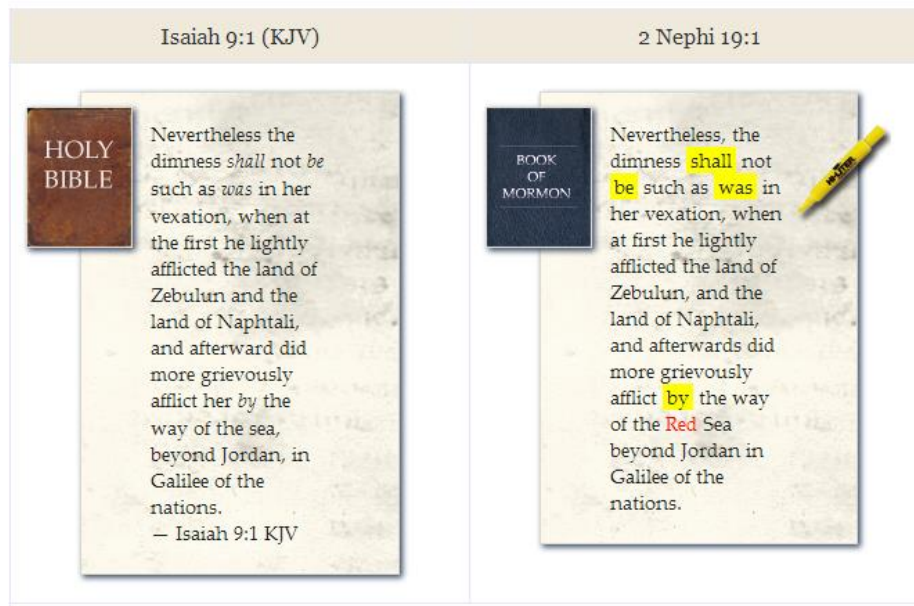 Isaiah 9:1 (KJV)
2 Nephi 19:1
HOLY
BIBLE
Nevertheless the
dimness shall not be
such as was in her
vexation, when at
the first he lightly
afflicted the land of
Zebulun and the
land of Naphtali,
and afterward did
more grievously
afflict her by the
way of the sea,
beyond Jordan, in
Galilee of the
nations.
— Isaiah 9:1 KJV
BOOK
OF
MORMON
Nevertheless, the
dimness shall not
be such as was in
her vexation, when
at first he lightly
afflicted the land of
Zebulun, and the
land of Naphtali,
and afterwards did
more grievously
afflict by the way
of the Red Sea
beyond Jordan in
Galilee of the
nations.